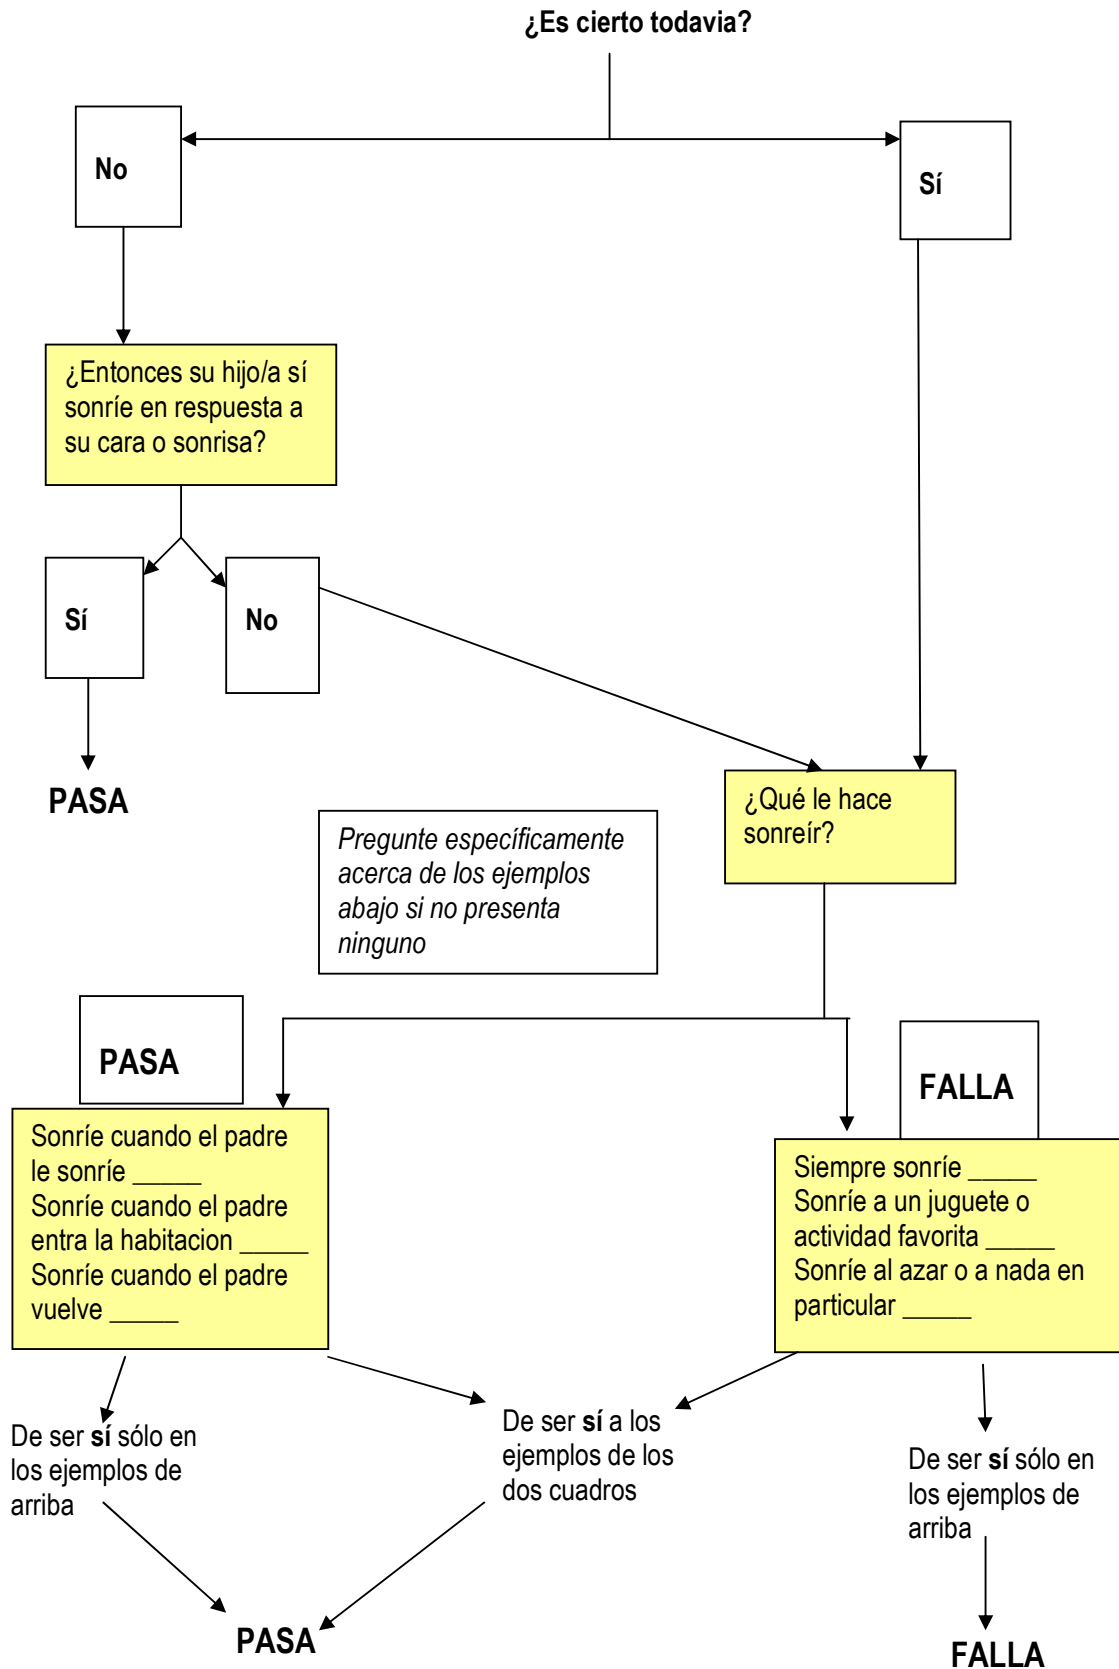 ¿Es cierto todavia?
No
Sí
¿Entonces su hijo/a sí
sonríe en respuesta a
su cara o sonrisa?
Sí
No
PASA
¿Qué le hace
sonreír?
Pregunte específicamente
acerca de los ejemplos
abajo si no presenta
ninguno
PASA
FALLA
Sonríe cuando el padre
le sonríe _____
Sonríe cuando el padre
entra la habitacion _____
Sonríe cuando el padre
vuelve _____
Siempre sonríe _____
Sonríe a un juguete o
actividad favorita _____
Sonríe al azar o a nada en
particular _____
De ser sí sólo en
los ejemplos de
arriba
De ser sí a los
ejemplos de los
dos cuadros
De ser sí sólo en
los ejemplos de
arriba
PASA
FALLA